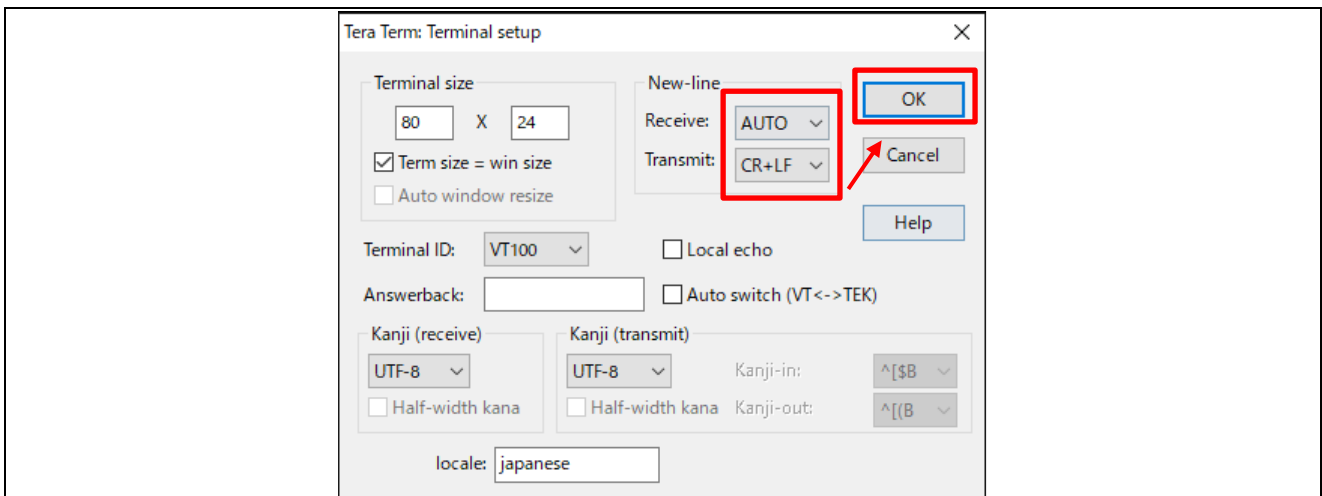 Tera Term: Terminal setup
Terminal size
80 X 24
Term size = win size
Auto window resize
New-line
Receive: AUTO
Transmit: CR+LF
OK
Cancel
Help
Terminal ID: VT100
Local echo
Answerback:
Auto switch (VT<->TEK)
Kanji (receive)
UTF-8
Half-width kana
Kanji (transmit)
UTF-8
Half-width kana
Kanji-in: ^[$B
Kanji-out: ^[(B
locale: japanese